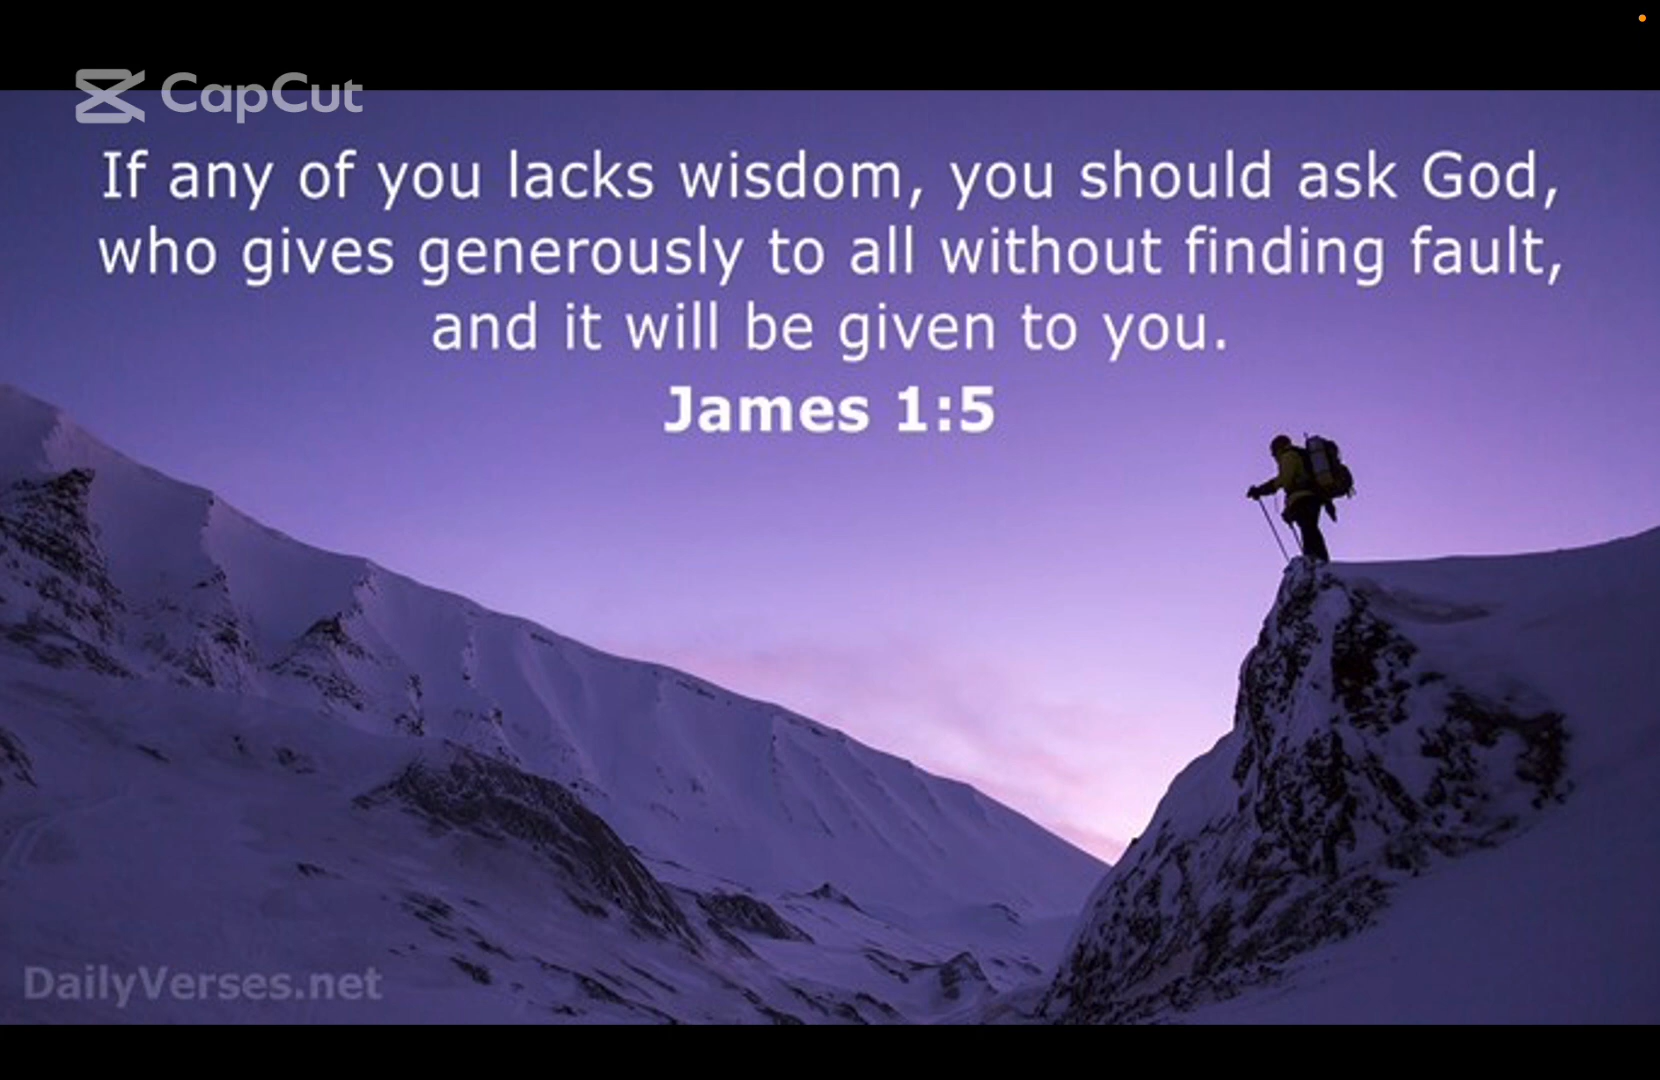 CapCut
If any of you lacks wisdom, you should ask God,
who gives generously to all without finding fault,
and it will be given to you.
James 1:5
DailyVerses.net